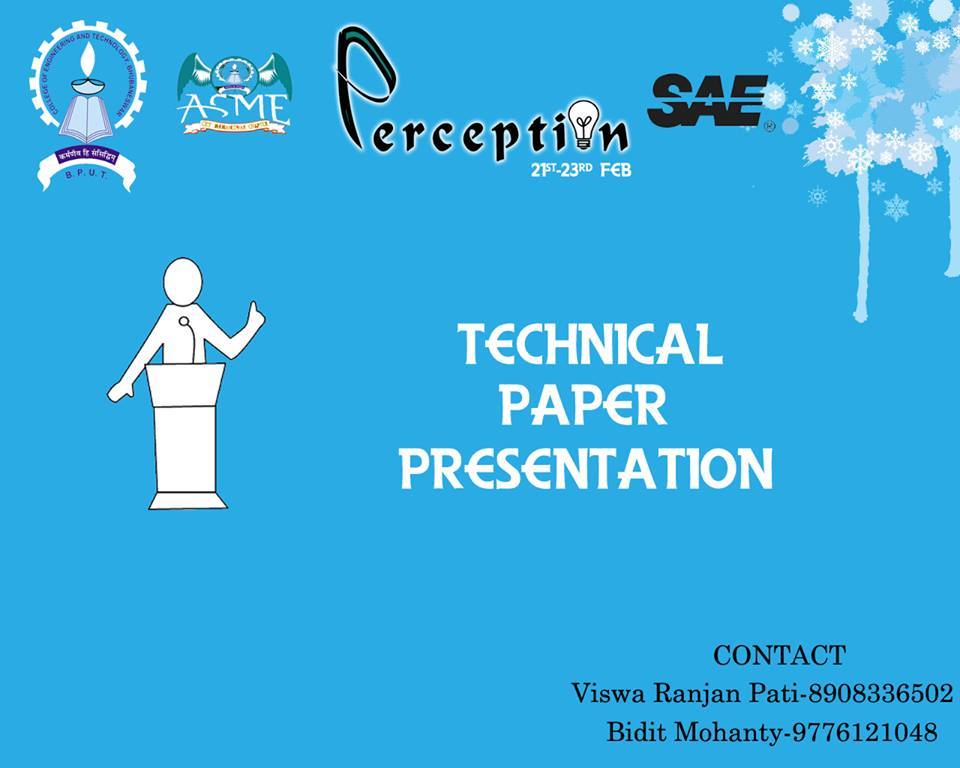 COLLEGE OF ENGINEERING AND TECHNOLOGY, BHUBANESWAR
कर्मणैव हि संसिद्धिम्
B. P. U. T.
ASME
Perception
21ST-23RD FEB
SAE®
TECHNICAL
PAPER
PRESENTATION
CONTACT
Viswa Ranjan Pati-8908336502
Bidit Mohanty-9776121048